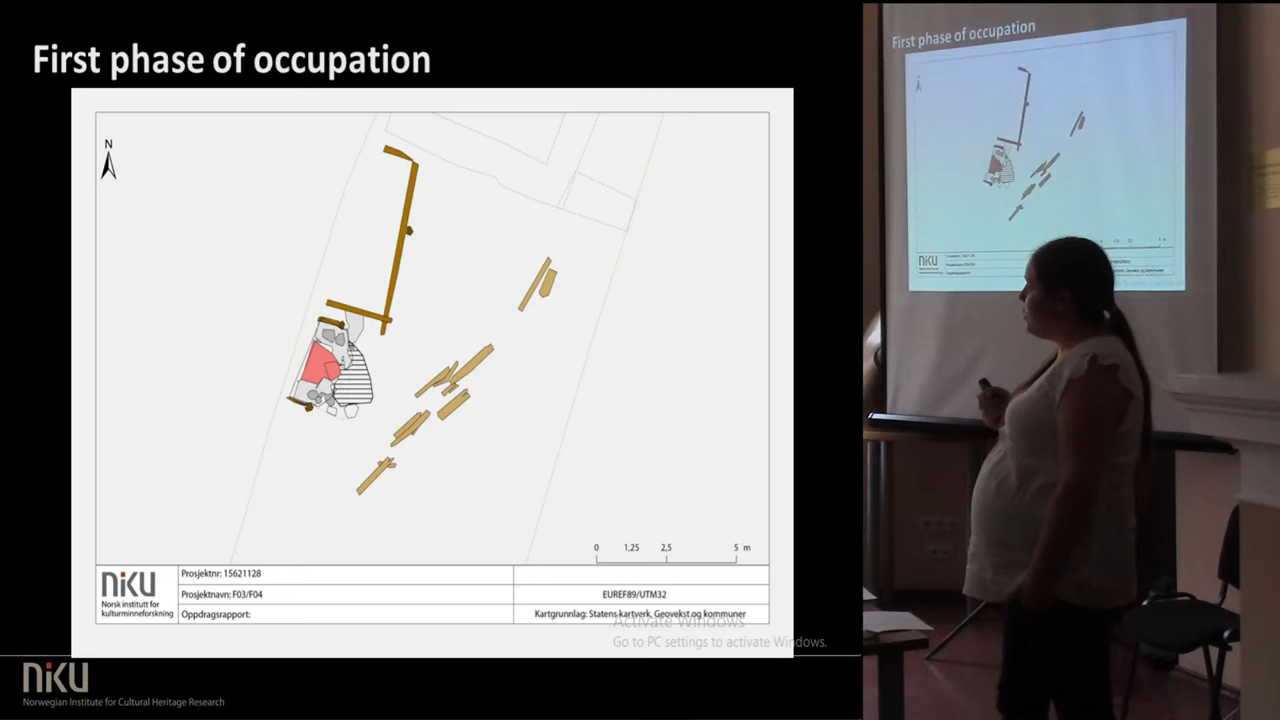 First phase of occupation
N
0 1,25 2,5 5 m
NIKU
Norsk institutt for
kulturminneforskning
Prosjektnr: 15621128
Prosjektnavn: F03/F04
EUREF89/UTM32
Oppdragsrapport:
Kartgrunnlag: Statens kartverk, Geovekst og kommuner
Activate Windows
Go to PC settings to activate Windows.
NIKU
Norwegian Institute for Cultural Heritage Research
First phase of occupation
NIKU